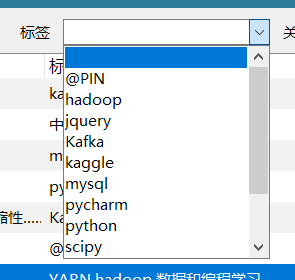 标签
关
标
@PIN
hadoop
jquery
Kafka
kaggle
mysql
pycharm
python
scipy
ka
中
m
py
缩性.....
Ka
@
YARN hadoop 数据和编程学习